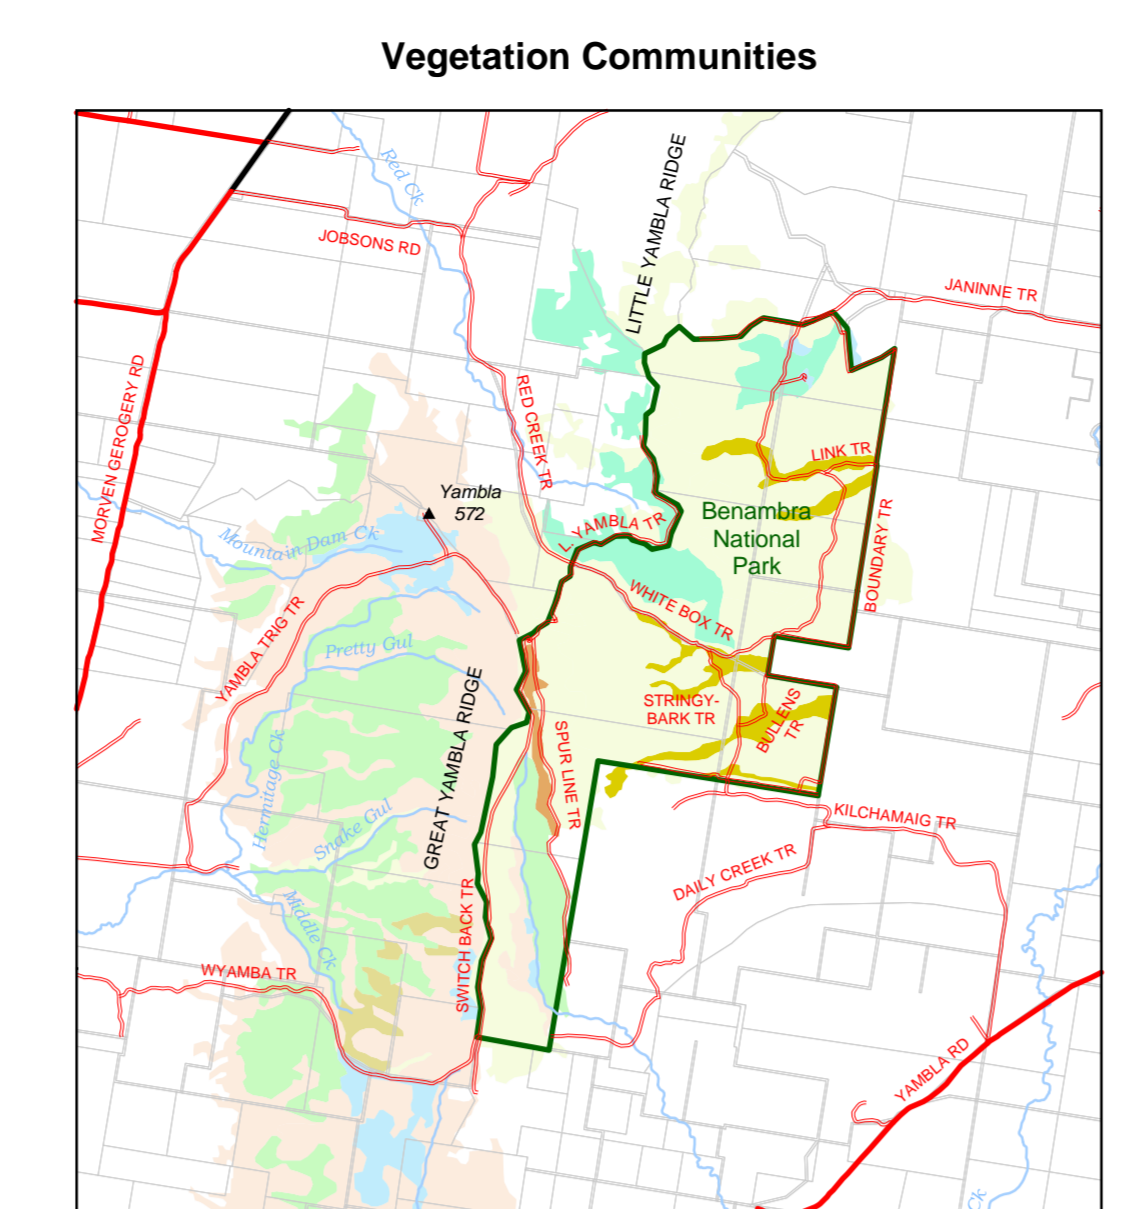 Vegetation Communities
Red Ck
LITTLE YAMBLA RIDGE
JOBSONS RD
JANINNE TR
MORVEN GEROGERY RD
RED CREEK TR
LINK TR
Yambla
572
Benambra
National
Park
L. YAMBLA TR
Mountain Dam Ck
BOUNDARY TR
WHITE BOX TR
YAMBLA TRIG TR
Pretty Gul
STRINGY-
BARK TR
BULLENS
TR
GREAT YAMBLA RIDGE
SPUR LINE TR
Hermitage Ck
Snake Gul
KILCHAMAIG TR
DAILY CREEK TR
SWITCH BACK TR
Middle Ck
WYAMBA TR
YAMBLA RD
Ck